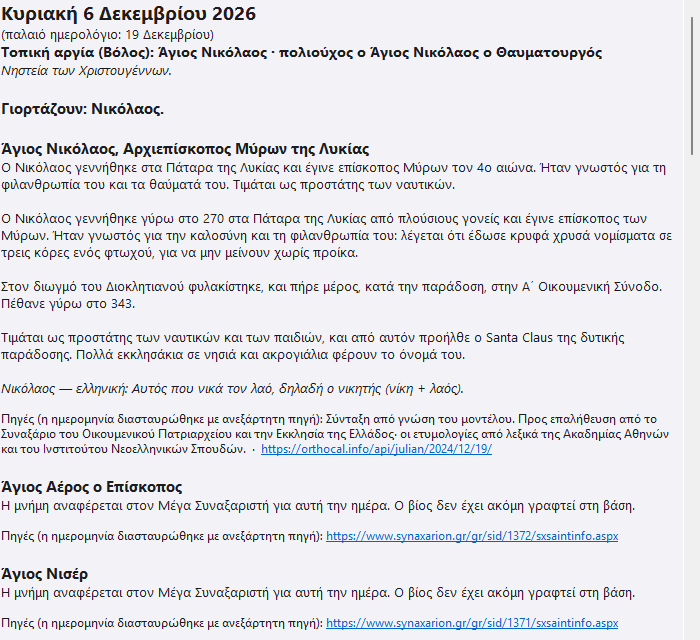 Κυριακή 6 Δεκεμβρίου 2026
(παλαιό ημερολόγιο: 19 Δεκεμβρίου)
Τοπική αργία (Βόλος): Άγιος Νικόλαος · πολιούχος ο Άγιος Νικόλαος ο Θαυματουργός
Νηστεία των Χριστουγέννων.
Γιορτάζουν: Νικόλαος.
Άγιος Νικόλαος, Αρχιεπίσκοπος Μύρων της Λυκίας
Ο Νικόλαος γεννήθηκε στα Πάταρα της Λυκίας και έγινε επίσκοπος Μύρων τον 4ο αιώνα. Ήταν γνωστός για τη
φιλανθρωπία του και τα θαύματά του. Τιμάται ως προστάτης των ναυτικών.
Ο Νικόλαος γεννήθηκε γύρω στο 270 στα Πάταρα της Λυκίας από πλούσιους γονείς και έγινε επίσκοπος των
Μύρων. Ήταν γνωστός για την καλοσύνη και τη φιλανθρωπία του: λέγεται ότι έδωσε κρυφά χρυσά νομίσματα σε
τρεις κόρες ενός φτωχού, για να μην μείνουν χωρίς προίκα.
Στον διωγμό του Διοκλητιανού φυλακίστηκε, και πήρε μέρος, κατά την παράδοση, στην Α΄ Οικουμενική Σύνοδο.
Πέθανε γύρω στο 343.
Τιμάται ως προστάτης των ναυτικών και των παιδιών, και από αυτόν προήλθε ο Santa Claus της δυτικής
παράδοσης. Πολλά εκκλησάκια σε νησιά και ακρογιάλια φέρουν το όνομά του.
Νικόλαος — ελληνική: Αυτός που νικά τον λαό, δηλαδή ο νικητής (νίκη + λαός).
Πηγές (η ημερομηνία διασταυρώθηκε με ανεξάρτητη πηγή): Σύνταξη από γνώση του μοντέλου. Προς επαλήθευση από το
Συναξάριο του Οικουμενικού Πατριαρχείου και την Εκκλησία της Ελλάδος· οι ετυμολογίες από λεξικά της Ακαδημίας Αθηνών
και του Ινστιτούτου Νεοελληνικών Σπουδών. · https://orthocal.info/api/julian/2024/12/19/
Άγιος Αέρος ο Επίσκοπος
Η μνήμη αναφέρεται στον Μέγα Συναξαριστή για αυτή την ημέρα. Ο βίος δεν έχει ακόμη γραφτεί στη βάση.
Πηγές (η ημερομηνία διασταυρώθηκε με ανεξάρτητη πηγή): https://www.synaxarion.gr/gr/sid/1372/sxsaintinfo.aspx
Άγιος Νισέρ
Η μνήμη αναφέρεται στον Μέγα Συναξαριστή για αυτή την ημέρα. Ο βίος δεν έχει ακόμη γραφτεί στη βάση.
Πηγές (η ημερομηνία διασταυρώθηκε με ανεξάρτητη πηγή): https://www.synaxarion.gr/gr/sid/1371/sxsaintinfo.aspx